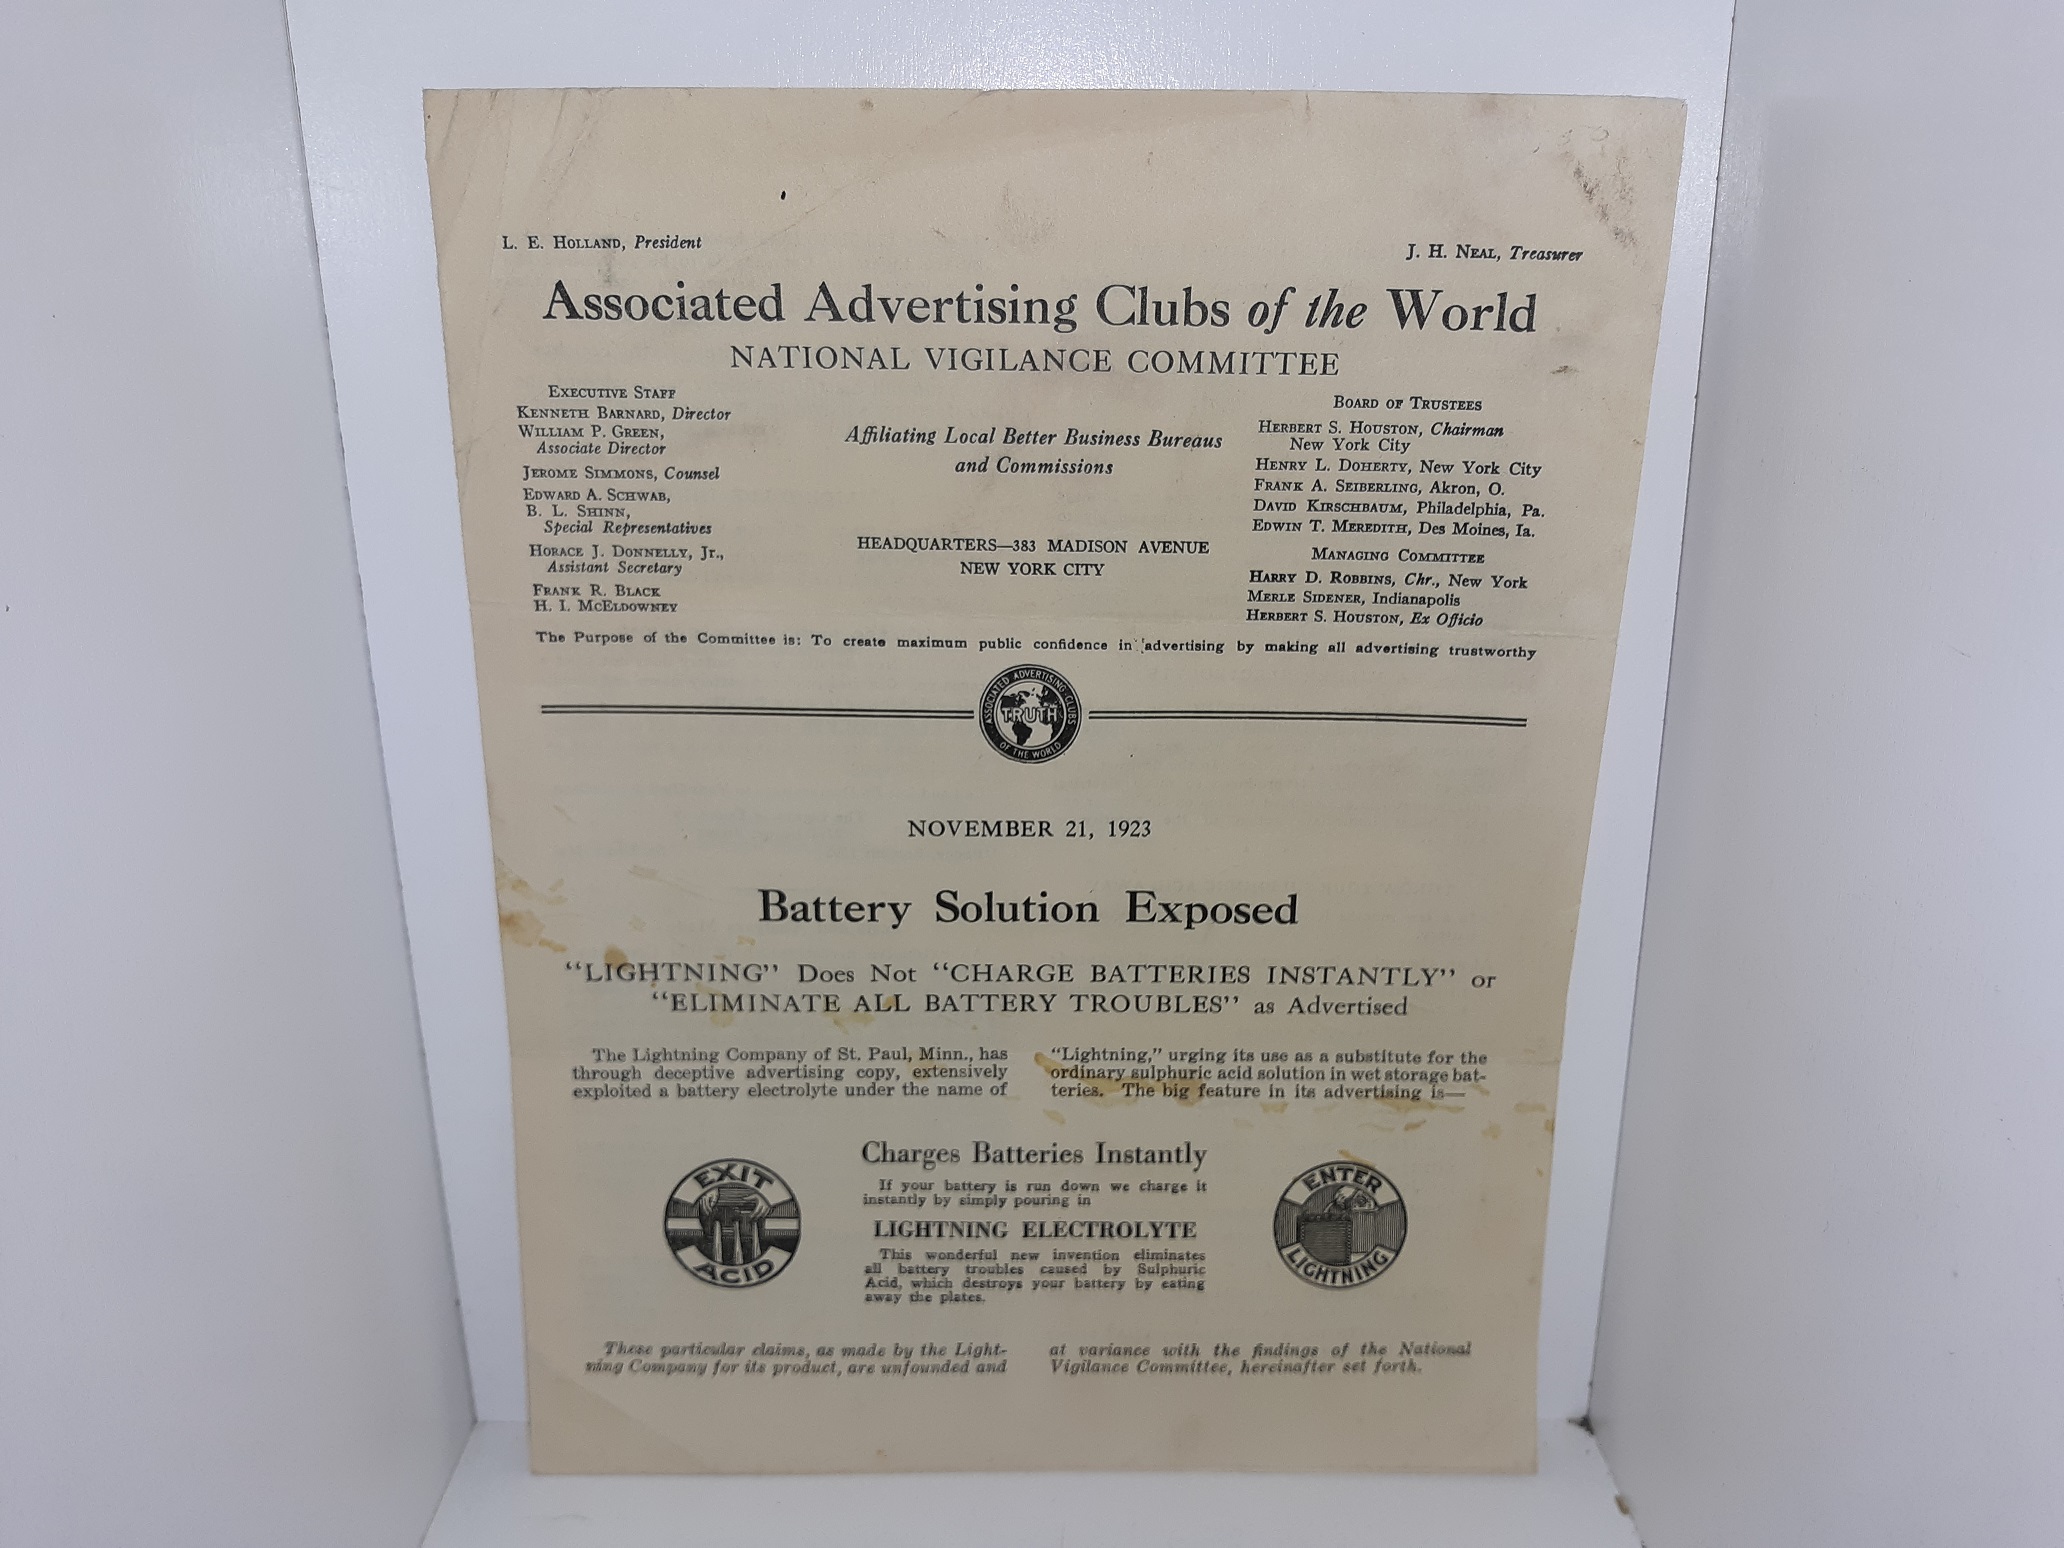 L. E. Holland, President
J. H. Neal, Treasurer
Associated Advertising Clubs of the World
NATIONAL VIGILANCE COMMITTEE
Executive Staff
Kenneth Barnard, Director
William P. Green,
Associate Director
Jerome Simmons, Counsel
Edward A. Schwab,
B. L. Shinn,
Special Representatives
Horace J. Donnelly, Jr.,
Assistant Secretary
Frank R. Black
H. I. McEldowney
Affiliating Local Better Business Bureaus
and Commissions
HEADQUARTERS—383 MADISON AVENUE
NEW YORK CITY
Board of Trustees
Herbert S. Houston, Chairman
New York City
Henry L. Doherty, New York City
Frank A. Seiberling, Akron, O.
David Kirschbaum, Philadelphia, Pa.
Edwin T. Meredith, Des Moines, Ia.
Managing Committee
Harry D. Robbins, Chr., New York
Merle Sidener, Indianapolis
Herbert S. Houston, Ex Officio
The Purpose of the Committee is: To create maximum public confidence in advertising by making all advertising trustworthy
ASSOCIATED ADVERTISING CLUBS
TRUTH
OF THE WORLD
NOVEMBER 21, 1923
Battery Solution Exposed
"LIGHTNING" Does Not "CHARGE BATTERIES INSTANTLY" or
"ELIMINATE ALL BATTERY TROUBLES" as Advertised
The Lightning Company of St. Paul, Minn., has
through deceptive advertising copy, extensively
exploited a battery electrolyte under the name of
"Lightning," urging its use as a substitute for the
ordinary sulphuric acid solution in wet storage bat-
teries. The big feature in its advertising is—
EXIT
ACID
Charges Batteries Instantly
If your battery is run down we charge it
instantly by simply pouring in
LIGHTNING ELECTROLYTE
This wonderful new invention eliminates
all battery troubles caused by Sulphuric
Acid, which destroys your battery by eating
away the plates.
ENTER
LIGHTNING
These particular claims, as made by the Light-
ning Company for its product, are unfounded and
at variance with the findings of the National
Vigilance Committee, hereinafter set forth.